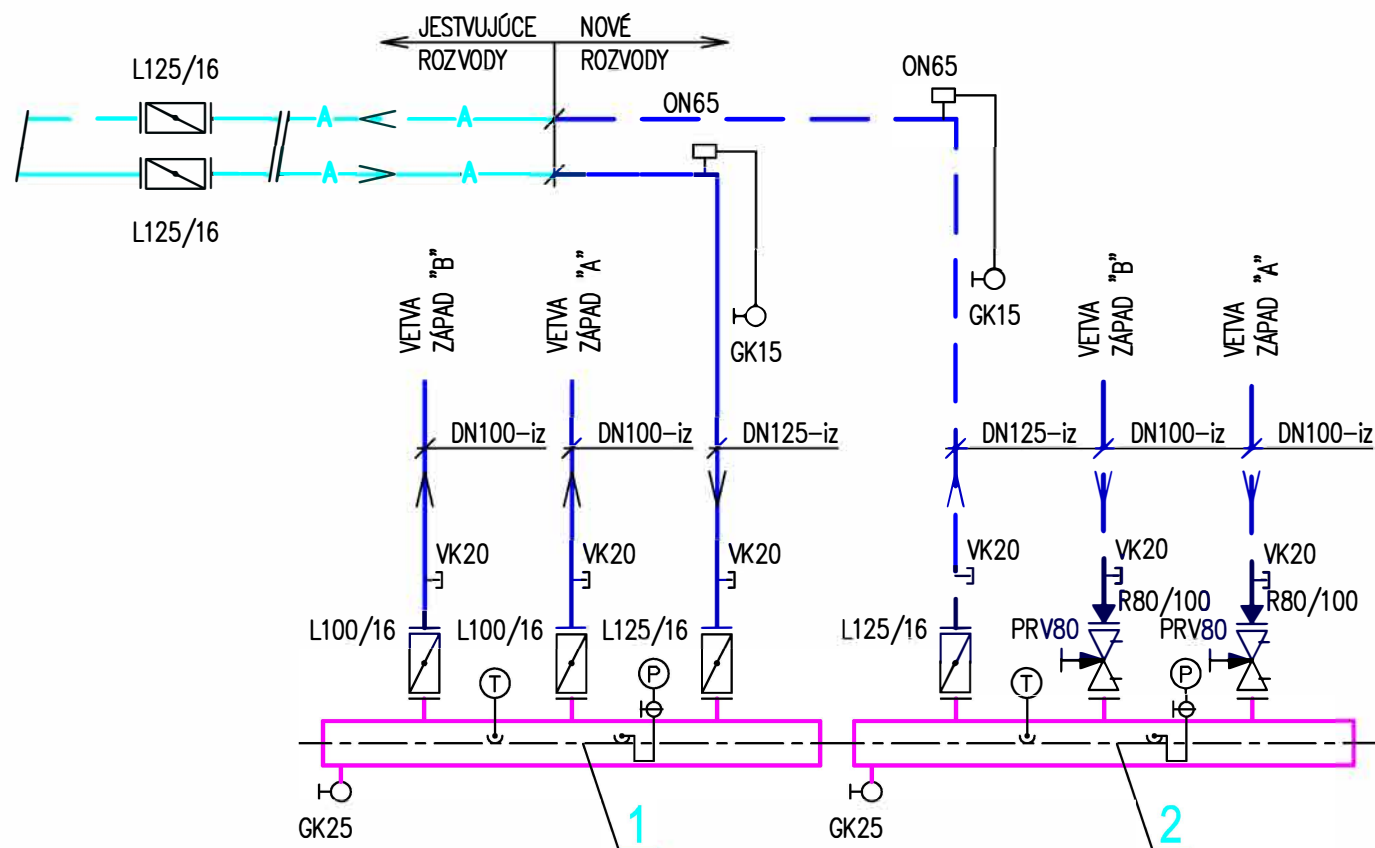 JESTVUJÚCE NOVÉ
ROZVODY ROZVODY
L125/16
ON65
ON65
A A
A A
L125/16
VETVA
ZÁPAD "B"
VETVA
ZÁPAD "A"
VETVA
ZÁPAD "B"
VETVA
ZÁPAD "A"
GK15
GK15
DN100-iz DN100-iz DN125-iz DN125-iz DN100-iz DN100-iz
VK20 VK20 VK20 VK20 VK20 VK20
R80/100 R80/100
L100/16 L100/16 L125/16 L125/16 PRV80 PRV80
T P T P
GK25 1 GK25 2